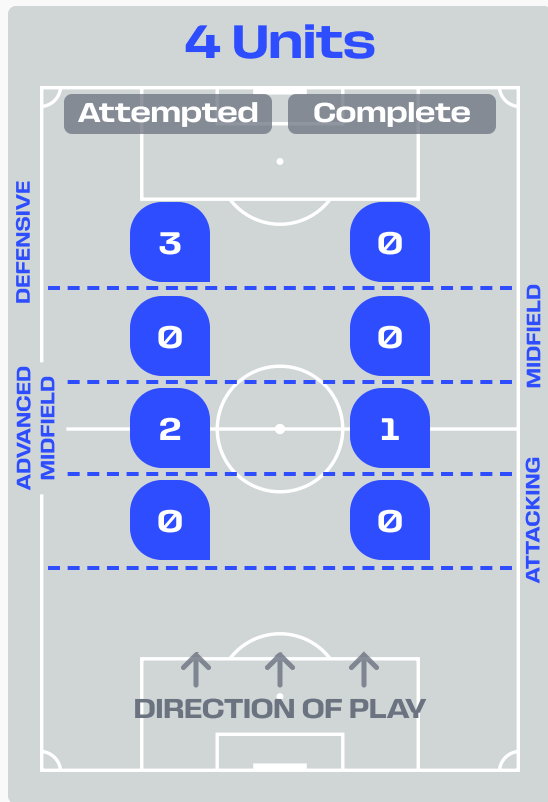 4 Units
Attempted Complete
DEFENSIVE
3 0
MIDFIELD
0 0
ADVANCED
MIDFIELD
2 1
ATTACKING
0 0
DIRECTION OF PLAY